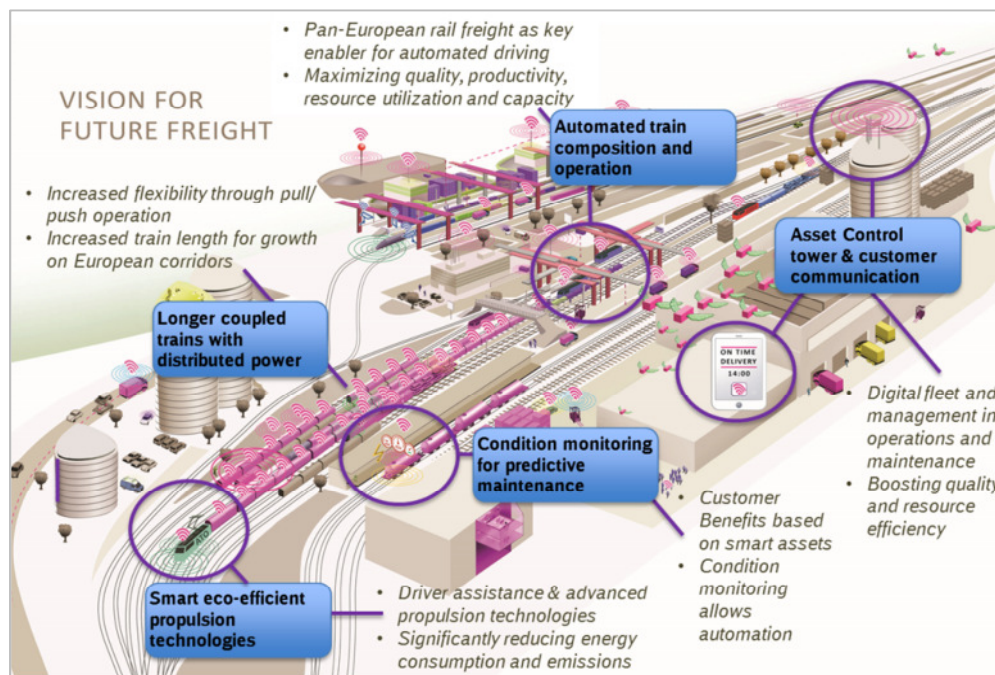 • Pan-European rail freight as key
enabler for automated driving
• Maximizing quality, productivity,
resource utilization and capacity
VISION FOR
FUTURE FREIGHT
Automated train
composition and
operation
• Increased flexibility through pull/
push operation
• Increased train length for growth
on European corridors
Asset Control
tower & customer
communication
Longer coupled
trains with
distributed power
ON TIME
DELIVERY
14:00
• Digital fleet and
management in
operations and
maintenance
• Boosting quality
and resource
efficiency
Condition monitoring
for predictive
maintenance
• Customer
Benefits based
on smart assets
• Condition
monitoring
allows
automation
ATO
Smart eco-efficient
propulsion
technologies
• Driver assistance & advanced
propulsion technologies
• Significantly reducing energy
consumption and emissions